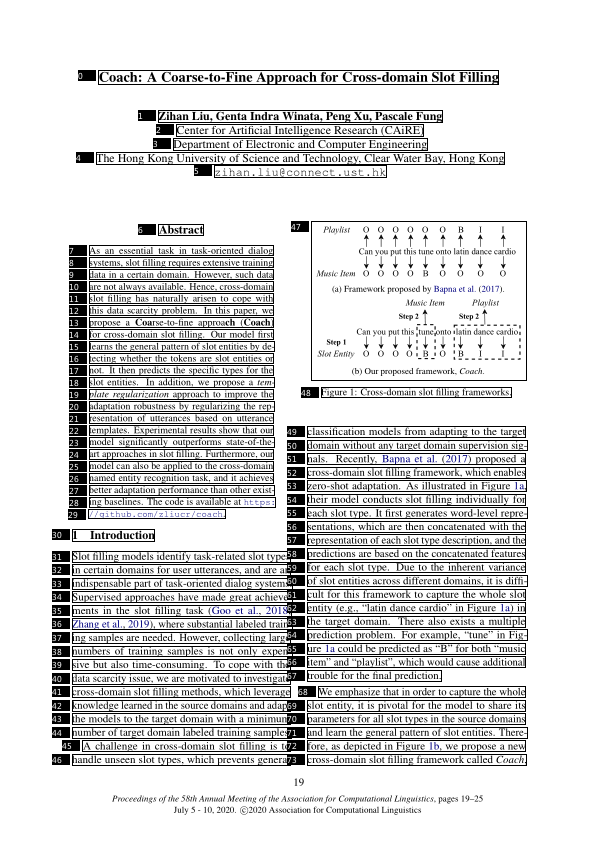 0 Coach: A Coarse-to-Fine Approach for Cross-domain Slot Filling
1 Zihan Liu, Genta Indra Winata, Peng Xu, Pascale Fung
2 Center for Artificial Intelligence Research (CAiRE)
3 Department of Electronic and Computer Engineering
4 The Hong Kong University of Science and Technology, Clear Water Bay, Hong Kong
5 zihan.liu@connect.ust.hk
6 Abstract
7 As an essential task in task-oriented dialog
8 systems, slot filling requires extensive training
9 data in a certain domain. However, such data
10 are not always available. Hence, cross-domain
11 slot filling has naturally arisen to cope with
12 this data scarcity problem. In this paper, we
13 propose a Coarse-to-fine approach (Coach)
14 for cross-domain slot filling. Our model first
15 learns the general pattern of slot entities by de-
16 tecting whether the tokens are slot entities or
17 not. It then predicts the specific types for the
18 slot entities. In addition, we propose a tem-
19 plate regularization approach to improve the
20 adaptation robustness by regularizing the rep-
21 resentation of utterances based on utterance
22 templates. Experimental results show that our
23 model significantly outperforms state-of-the-
24 art approaches in slot filling. Furthermore, our
25 model can also be applied to the cross-domain
26 named entity recognition task, and it achieves
27 better adaptation performance than other exist-
28 ing baselines. The code is available at https:
29 //github.com/zliucr/coach.
30 1 Introduction
31 Slot filling models identify task-related slot type
32 in certain domains for user utterances, and are an
33 indispensable part of task-oriented dialog system
34 Supervised approaches have made great achieve
35 ments in the slot filling task (Goo et al., 2018
36 Zhang et al., 2019), where substantial labeled train
37 ing samples are needed. However, collecting large
38 numbers of training samples is not only expen
39 sive but also time-consuming. To cope with the
40 data scarcity issue, we are motivated to investigate
41 cross-domain slot filling methods, which leverage
42 knowledge learned in the source domains and adap
43 the models to the target domain with a minimum
44 number of target domain labeled training samples
45 A challenge in cross-domain slot filling is to
46 handle unseen slot types, which prevents genera
47
Playlist O O O O O O B I I
Can you put this tune onto latin dance cardio
Music Item O O O O B O O O O
(a) Framework proposed by Bapna et al. (2017).
Music Item Playlist
Step 2 Step 2
Can you put this tune onto latin dance cardio
Step 1
Slot Entity O O O O B O B I I
(b) Our proposed framework, Coach.
48 Figure 1: Cross-domain slot filling frameworks.
49 classification models from adapting to the target
50 domain without any target domain supervision sig-
51 nals. Recently, Bapna et al. (2017) proposed a
52 cross-domain slot filling framework, which enables
53 zero-shot adaptation. As illustrated in Figure 1a,
54 their model conducts slot filling individually for
55 each slot type. It first generates word-level repre-
56 sentations, which are then concatenated with the
57 representation of each slot type description, and the
58 predictions are based on the concatenated features
59 for each slot type. Due to the inherent variance
60 of slot entities across different domains, it is diffi-
61 cult for this framework to capture the whole slot
62 entity (e.g., “latin dance cardio” in Figure 1a) in
63 the target domain. There also exists a multiple
64 prediction problem. For example, “tune” in Fig-
65 ure 1a could be predicted as “B” for both “music
66 item” and “playlist”, which would cause additional
67 trouble for the final prediction.
68 We emphasize that in order to capture the whole
69 slot entity, it is pivotal for the model to share its
70 parameters for all slot types in the source domains
71 and learn the general pattern of slot entities. There-
72 fore, as depicted in Figure 1b, we propose a new
73 cross-domain slot filling framework called Coach,
19
Proceedings of the 58th Annual Meeting of the Association for Computational Linguistics, pages 19–25
July 5 - 10, 2020. ©2020 Association for Computational Linguistics